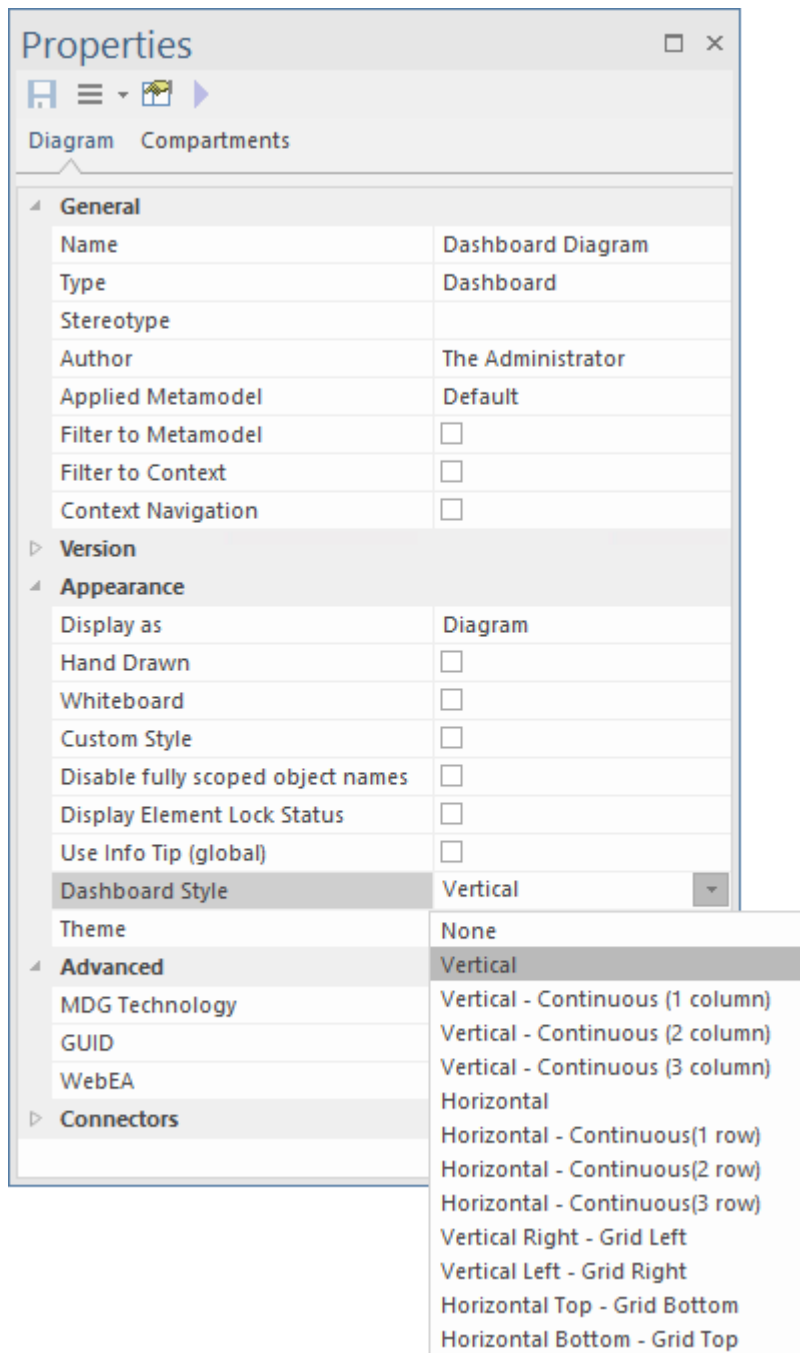 Properties
Diagram Compartments
General
Name Dashboard Diagram
Type Dashboard
Stereotype
Author The Administrator
Applied Metamodel Default
Filter to Metamodel
Filter to Context
Context Navigation
Version
Appearance
Display as Diagram
Hand Drawn
Whiteboard
Custom Style
Disable fully scoped object names
Display Element Lock Status
Use Info Tip (global)
Dashboard Style Vertical
Theme
None
Advanced
Vertical
MDG Technology
Vertical - Continuous (1 column)
GUID
Vertical - Continuous (2 column)
WebEA
Vertical - Continuous (3 column)
Connectors
Horizontal
Horizontal - Continuous(1 row)
Horizontal - Continuous(2 row)
Horizontal - Continuous(3 row)
Vertical Right - Grid Left
Vertical Left - Grid Right
Horizontal Top - Grid Bottom
Horizontal Bottom - Grid Top